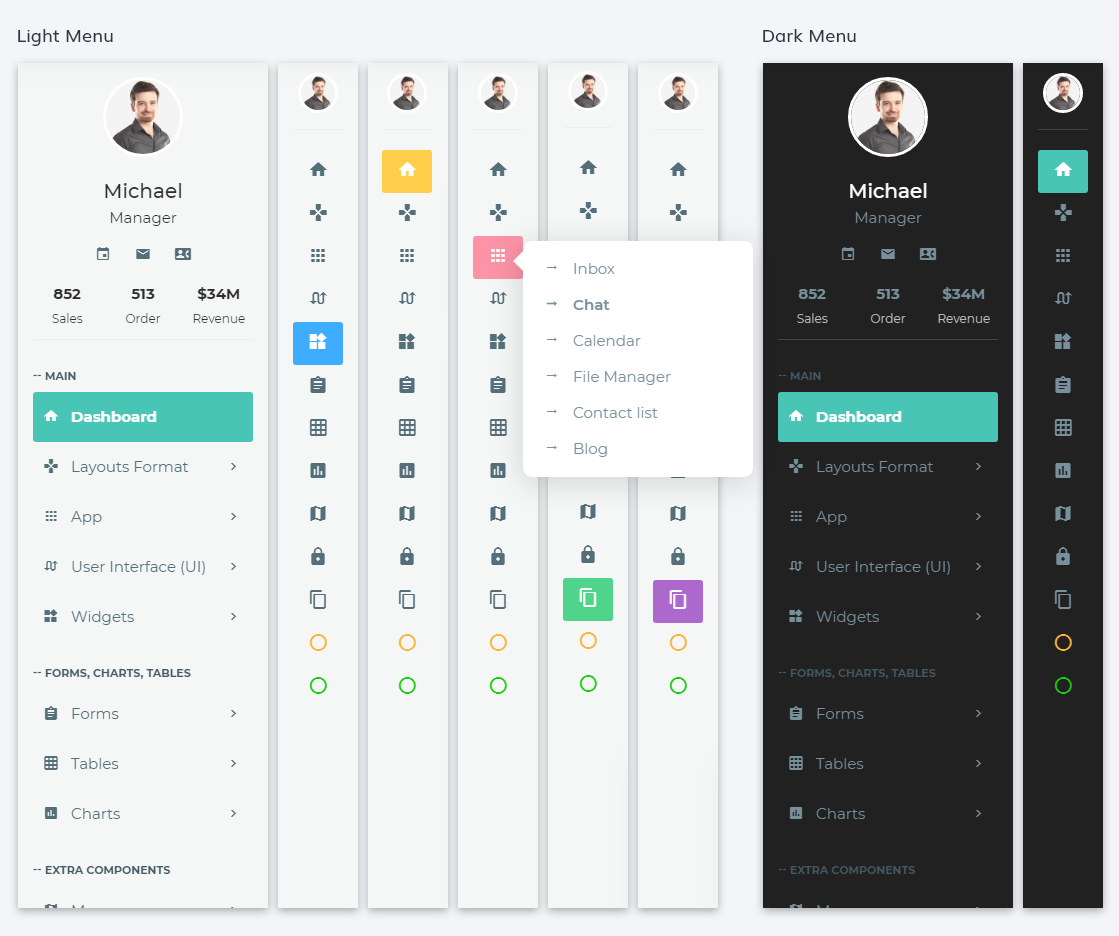 Light Menu
Michael
Manager
852 513 $34M
Sales Order Revenue
-- MAIN
Dashboard
Layouts Format
App
User Interface (UI)
Widgets
-- FORMS, CHARTS, TABLES
Forms
Tables
Charts
-- EXTRA COMPONENTS
→ Inbox
→ Chat
→ Calendar
→ File Manager
→ Contact list
→ Blog
Dark Menu
Michael
Manager
852 513 $34M
Sales Order Revenue
-- MAIN
Dashboard
Layouts Format
App
User Interface (UI)
Widgets
-- FORMS, CHARTS, TABLES
Forms
Tables
Charts
-- EXTRA COMPONENTS